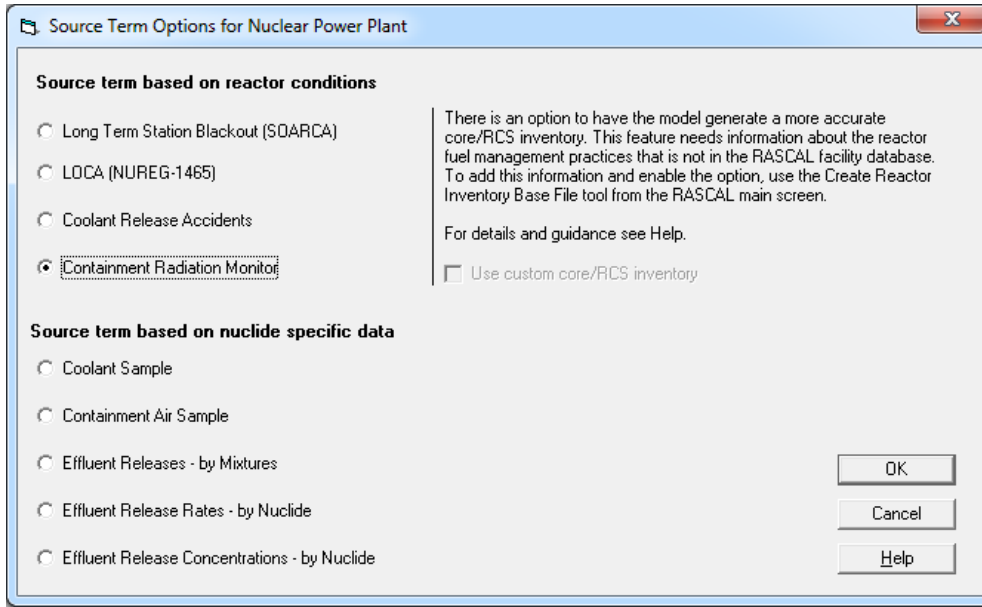 Source Term Options for Nuclear Power Plant
Source term based on reactor conditions
Long Term Station Blackout (SOARCA)
LOCA (NUREG-1465)
Coolant Release Accidents
Containment Radiation Monitor
There is an option to have the model generate a more accurate
core/RCS inventory. This feature needs information about the reactor
fuel management practices that is not in the RASCAL facility database.
To add this information and enable the option, use the Create Reactor
Inventory Base File tool from the RASCAL main screen.
For details and guidance see Help.
Use custom core/RCS inventory
Source term based on nuclide specific data
Coolant Sample
Containment Air Sample
Effluent Releases - by Mixtures
Effluent Release Rates - by Nuclide
Effluent Release Concentrations - by Nuclide
OK
Cancel
Help